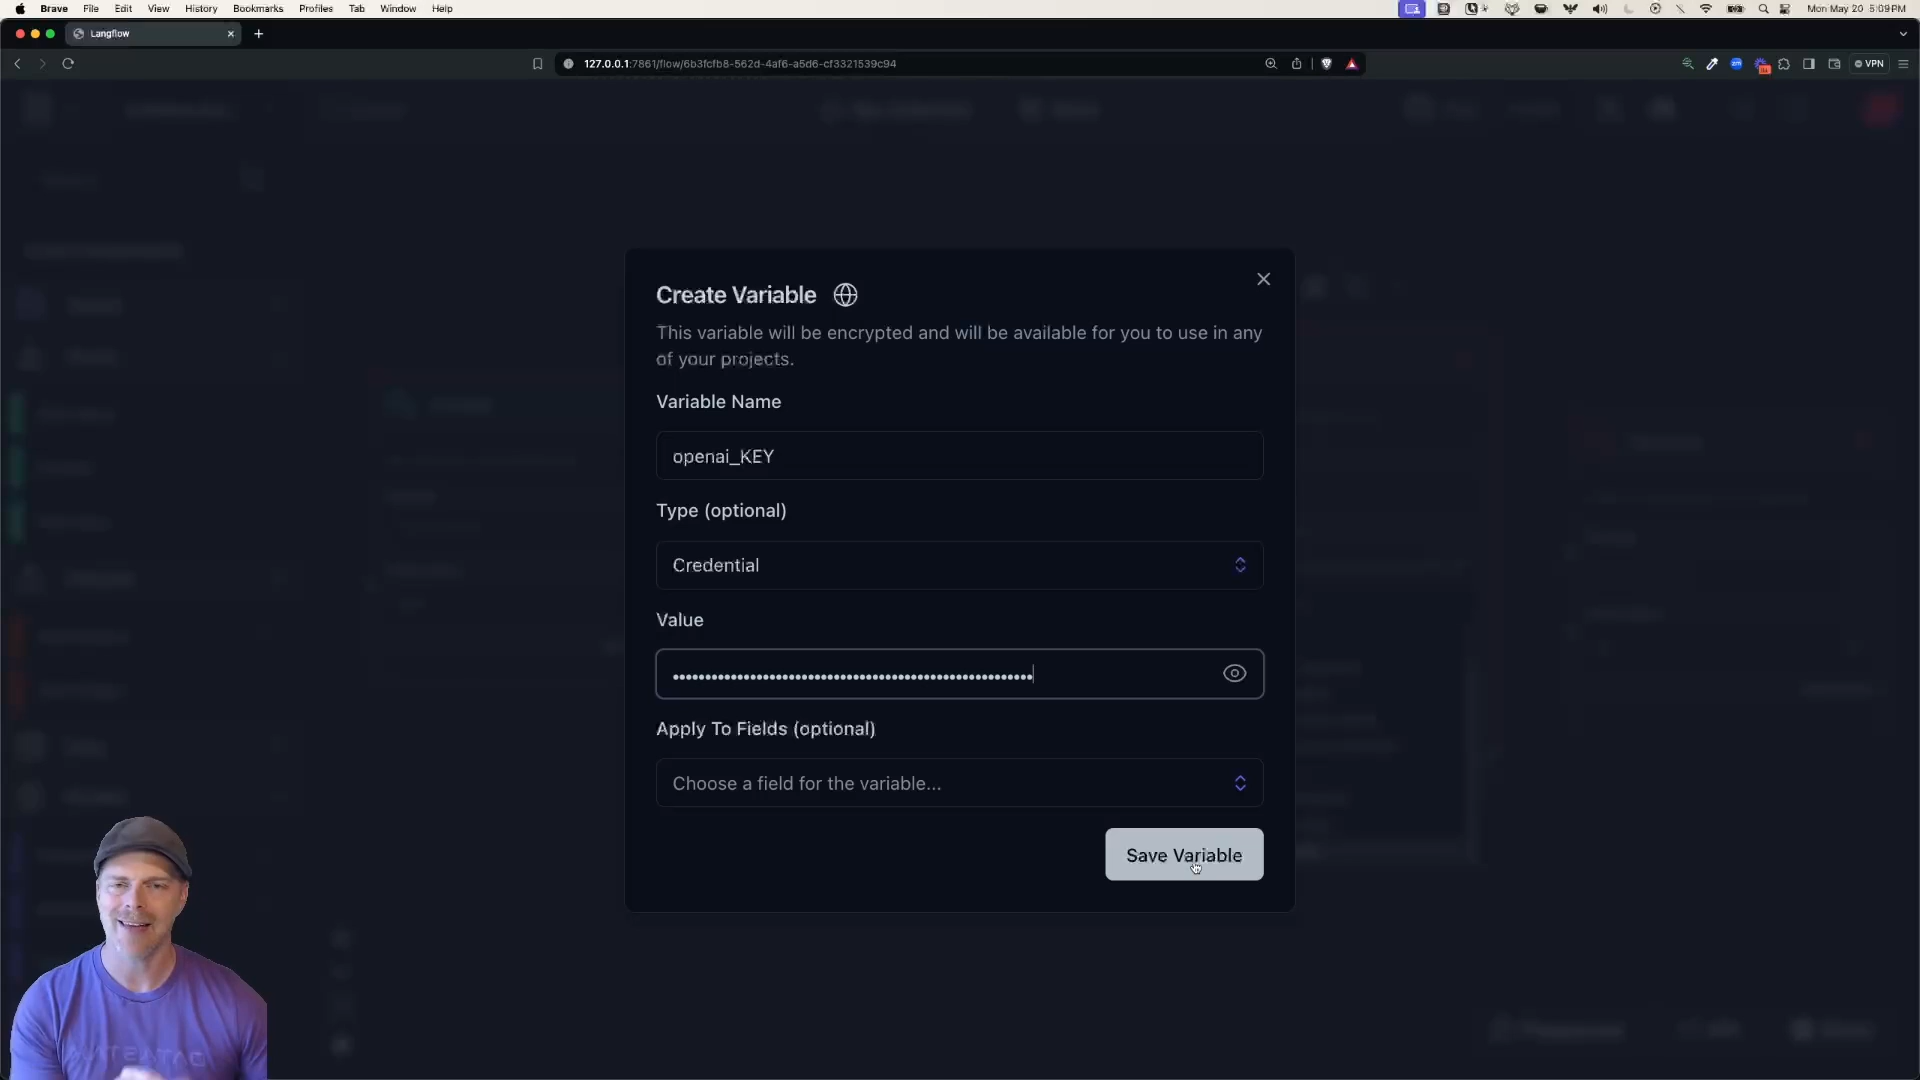 Brave File Edit View History Bookmarks Profiles Tab Window Help
Mon May 20 5:09 PM
Langflow
127.0.0.1:7861/flow/6b3fcfb8-562d-4af6-a5d6-cf3321539c94
VPN
Create Variable
This variable will be encrypted and will be available for you to use in any
of your projects.
Variable Name
openai_KEY
Type (optional)
Credential
Value
Apply To Fields (optional)
Choose a field for the variable...
Save Variable